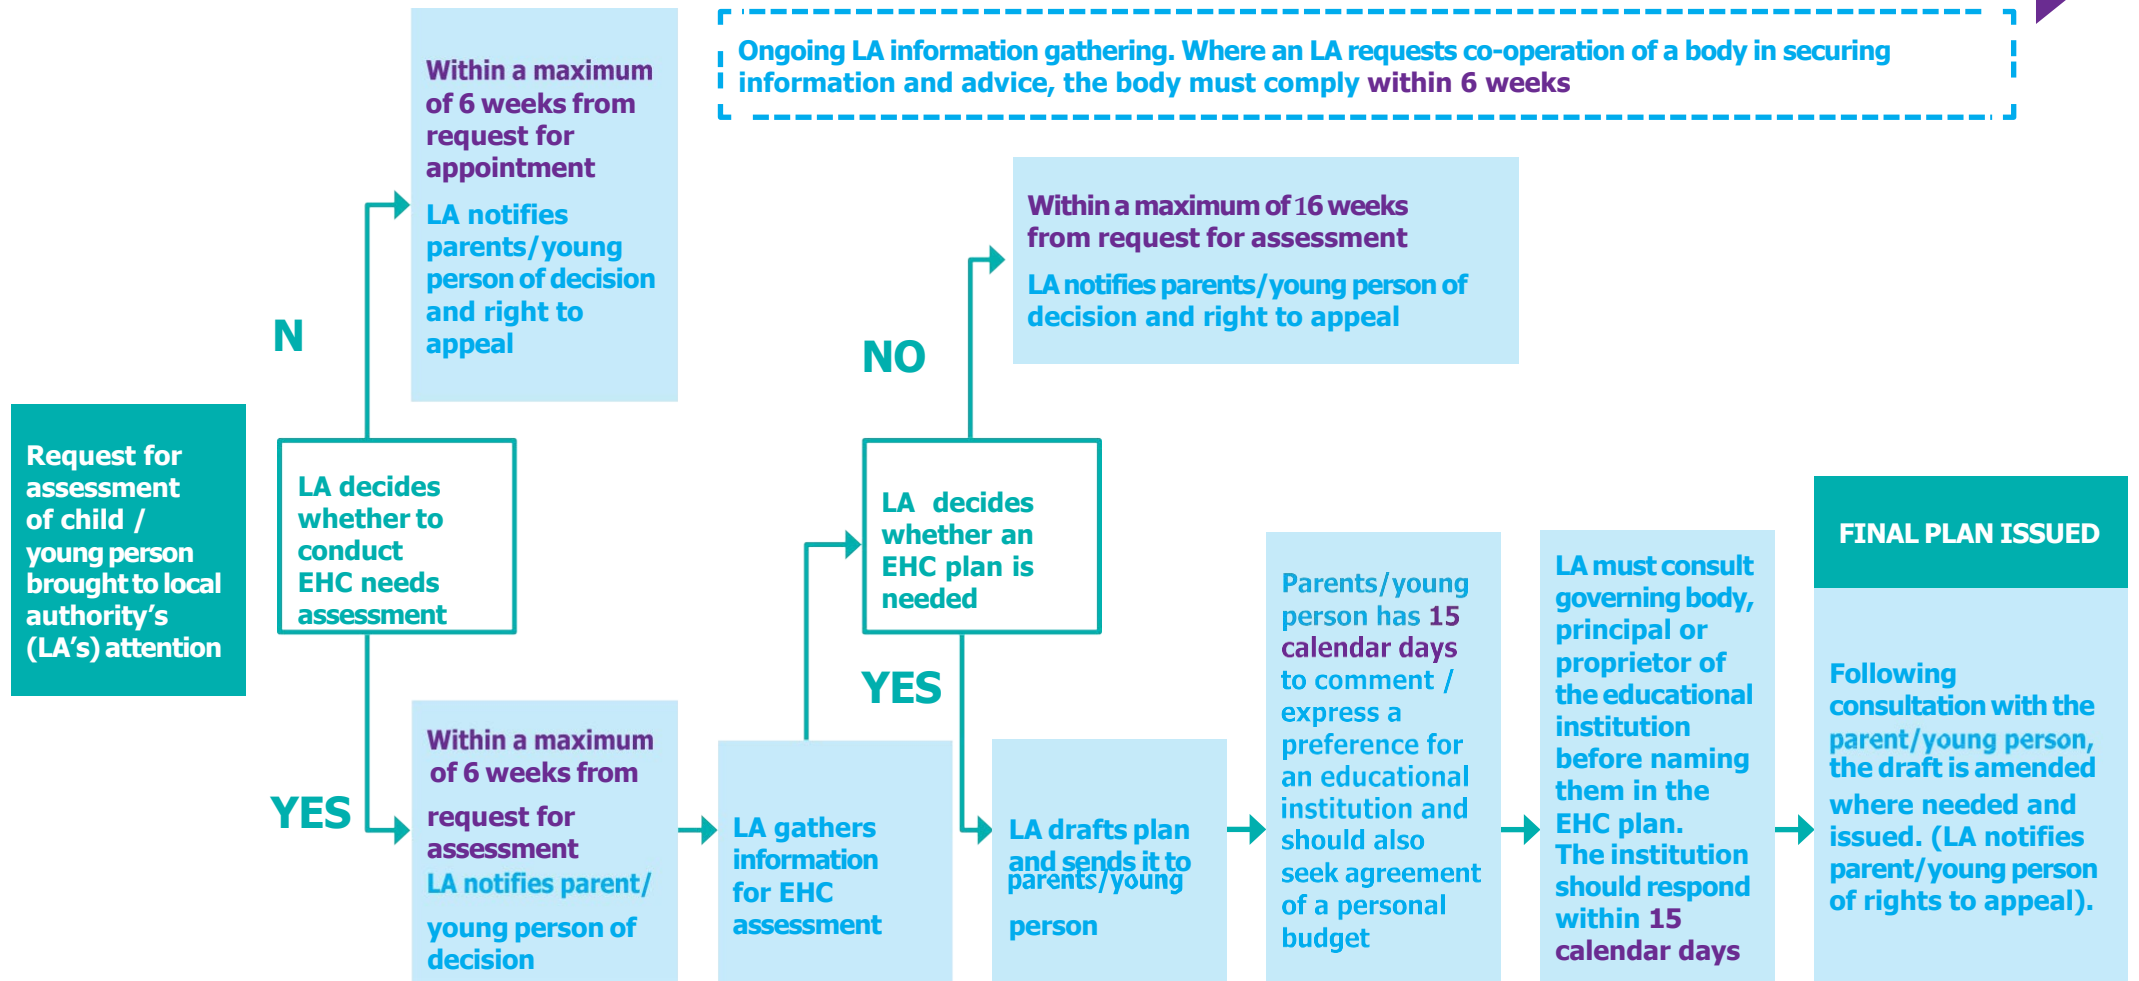 Ongoing LA information gathering. Where an LA requests co-operation of a body in securing
information and advice, the body must comply within 6 weeks
Within a maximum
of 6 weeks from
request for
appointment
LA notifies
parents/young
person of decision
and right to
appeal
N
Within a maximum of 16 weeks
from request for assessment
LA notifies parents/young person of
decision and right to appeal
NO
Request for
assessment
of child /
young person
brought to local
authority's
(LA's) attention
LA decides
whether to
conduct
EHC needs
assessment
YES
Within a maximum
of 6 weeks from
request for
assessment
LA notifies parent/
young person of
decision
LA gathers
information
for EHC
assessment
LA decides
whether an
EHC plan is
needed
YES
LA drafts plan
and sends it to
parents/young
person
Parents/young
person has 15
calendar days
to comment /
express a
preference for
an educational
institution and
should also
seek agreement
of a personal
budget
LA must consult
governing body,
principal or
proprietor of
the educational
institution
before naming
them in the
EHC plan.
The institution
should respond
within 15
calendar days
FINAL PLAN ISSUED
Following
consultation with the
parent/young person,
the draft is amended
where needed and
issued. (LA notifies
parent/young person
of rights to appeal).